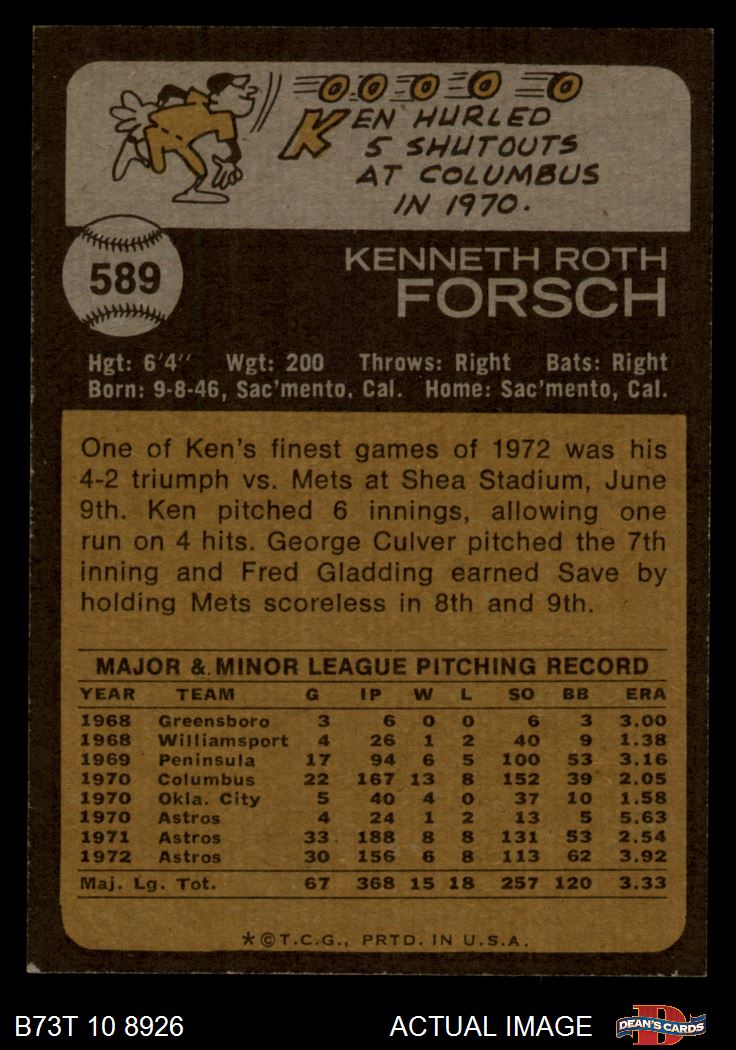 KEN HURLED
5 SHUTOUTS
AT COLUMBUS
IN 1970.
589
KENNETH ROTH
FORSCH
Hgt: 6'4" Wgt: 200 Throws: Right Bats: Right
Born: 9-8-46, Sac'mento, Cal. Home: Sac'mento, Cal.
One of Ken's finest games of 1972 was his
4-2 triumph vs. Mets at Shea Stadium, June
9th. Ken pitched 6 innings, allowing one
run on 4 hits. George Culver pitched the 7th
inning and Fred Gladding earned Save by
holding Mets scoreless in 8th and 9th.
MAJOR & MINOR LEAGUE PITCHING RECORD
YEAR TEAM G IP W L SO BB ERA
1968 Greensboro 3 6 0 0 6 3 3.00
1968 Williamsport 4 26 1 2 40 9 1.38
1969 Peninsula 17 94 6 5 100 53 3.16
1970 Columbus 22 167 13 8 152 39 2.05
1970 Okla. City 5 40 4 0 37 10 1.58
1970 Astros 4 24 1 2 13 5 5.63
1971 Astros 33 188 8 8 131 53 2.54
1972 Astros 30 156 6 8 113 62 3.92
Maj. Lg. Tot. 67 368 15 18 257 120 3.33
*©T.C.G., PRTD. IN U.S.A.
B73T 10 8926 ACTUAL IMAGE D DEAN'S CARDS